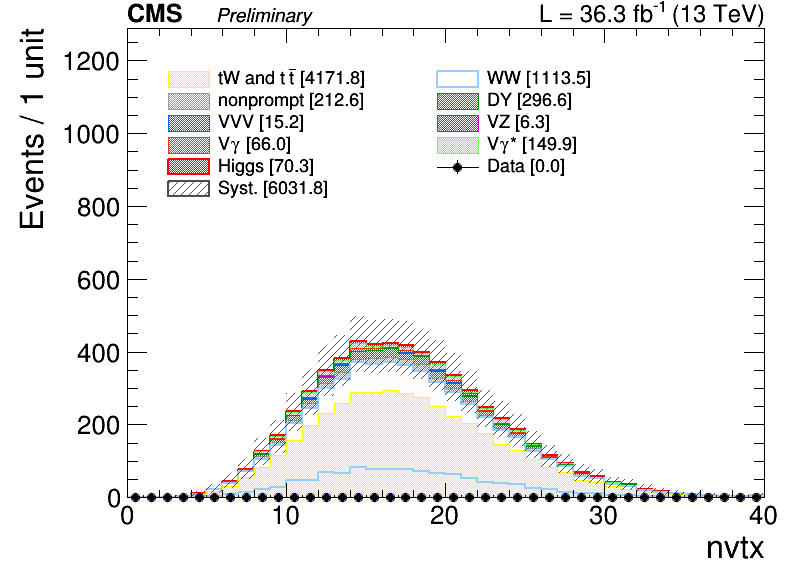 CMS Preliminary L = 36.3 fb⁻¹ (13 TeV)
Events / 1 unit
1200
1000
800
600
400
200
0
tW and tt̄ [4171.8]
nonprompt [212.6]
VVV [15.2]
Vγ [66.0]
Higgs [70.3]
Syst. [6031.8]
WW [1113.5]
DY [296.6]
VZ [6.3]
Vγ* [149.9]
Data [0.0]
0 10 20 30 40
nvtx